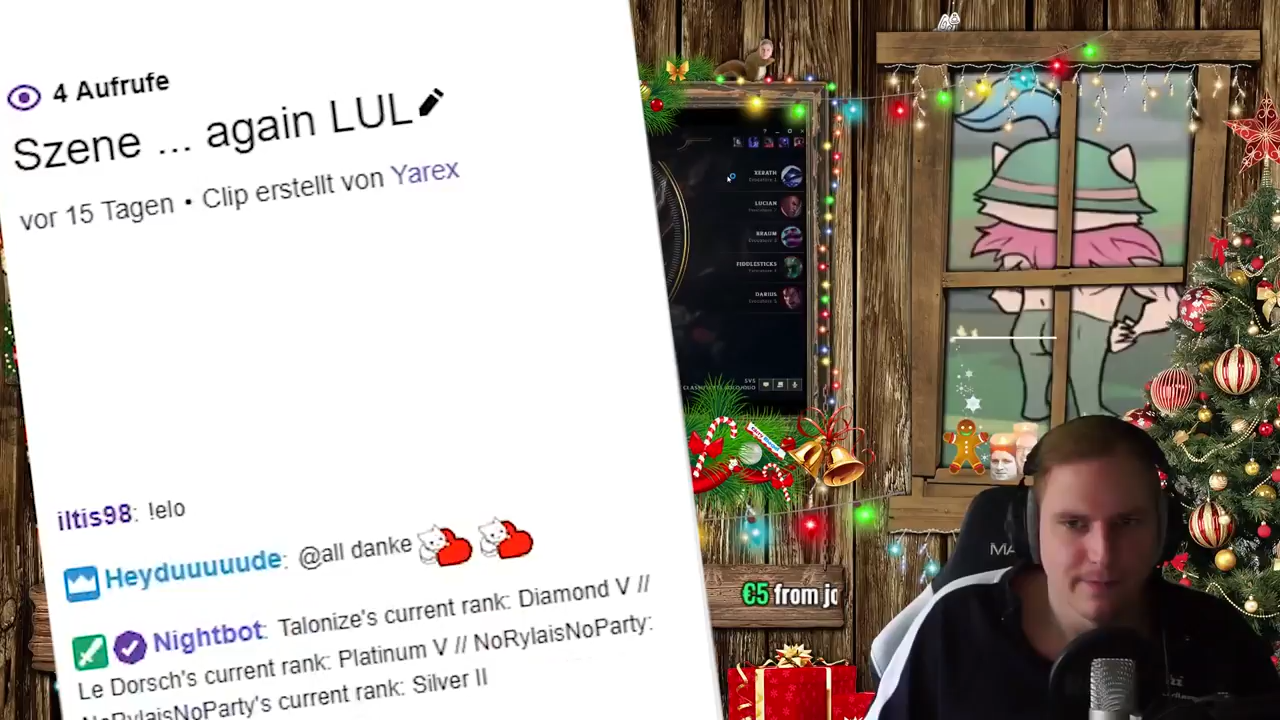 4 Aufrufe
Szene ... again LUL
vor 15 Tagen • Clip erstellt von Yarex
iltis98: !elo
Heyduuuuude: @all danke
Nightbot: Talonize's current rank: Diamond V //
Le Dorsch's current rank: Platinum V // NoRylaisNoParty:
NoRylaisNoParty's current rank: Silver II
XERATH
LUCIAN
BRAUM
FIDDLESTICKS
DARIUS
5V5
€5 from jo
MA